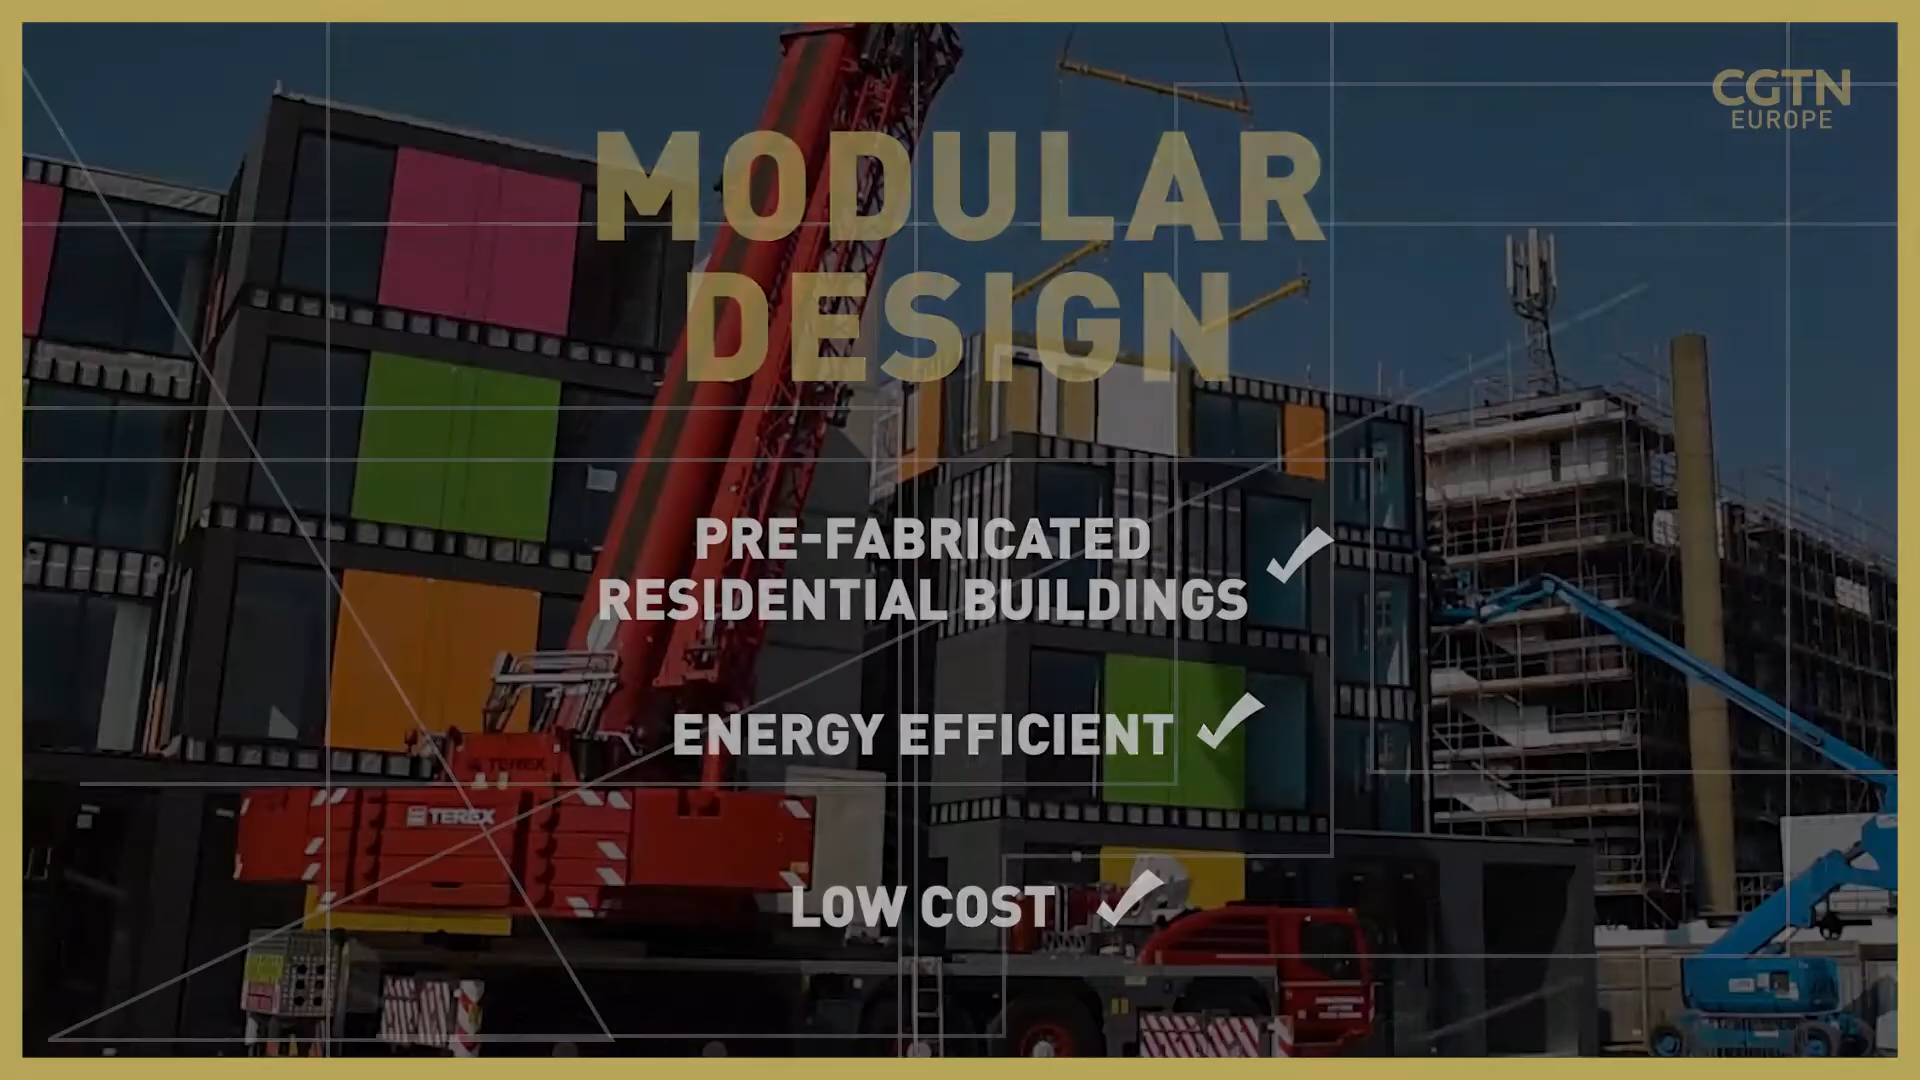 CGTN
EUROPE
MODULAR
DESIGN
PRE-FABRICATED
RESIDENTIAL BUILDINGS
ENERGY EFFICIENT
LOW COST
TEREX
TEREX